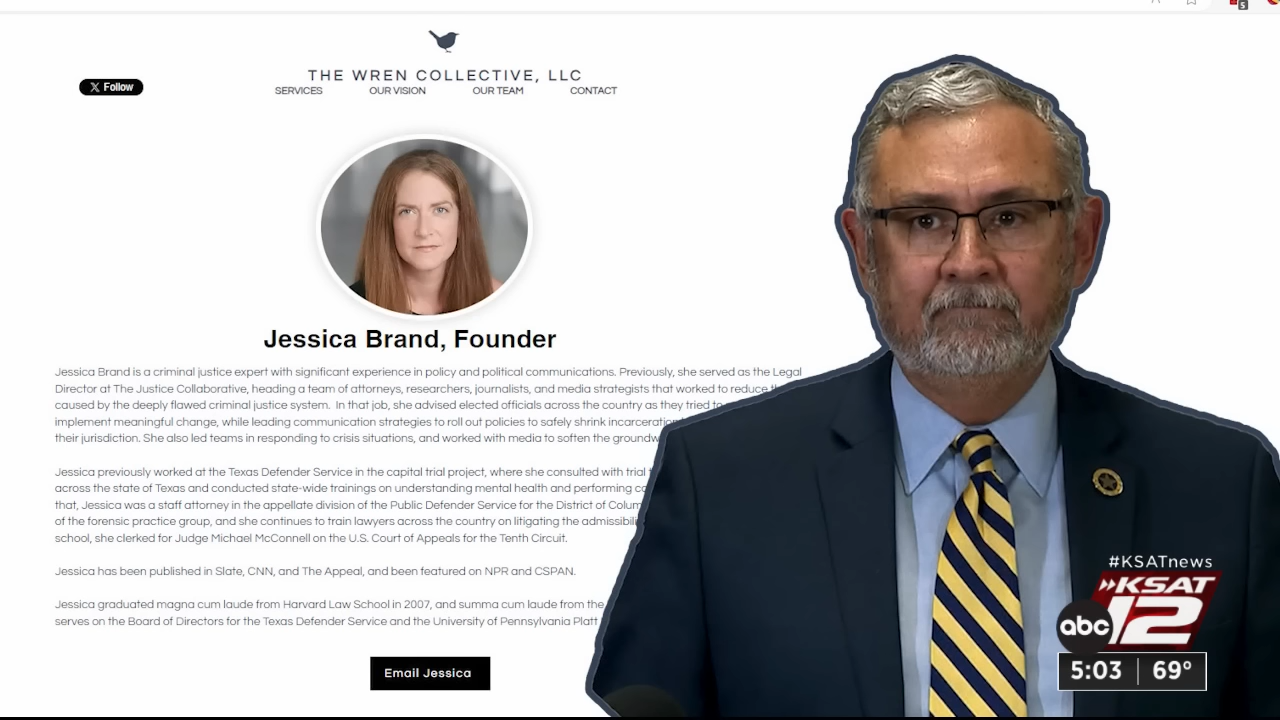 5
THE WREN COLLECTIVE, LLC
X Follow
SERVICES OUR VISION OUR TEAM CONTACT
Jessica Brand, Founder
Jessica Brand is a criminal justice expert with significant experience in policy and political communications. Previously, she served as the Legal
Director at The Justice Collaborative, heading a team of attorneys, researchers, journalists, and media strategists that worked to reduce
caused by the deeply flawed criminal justice system. In that job, she advised elected officials across the country as they tried to
implement meaningful change, while leading communication strategies to roll out policies to safely shrink incarceration
their jurisdiction. She also led teams in responding to crisis situations, and worked with media to soften the
Jessica previously worked at the Texas Defender Service in the capital trial project, where she consulted with trial
across the state of Texas and conducted state-wide trainings on understanding mental health and performing
that, Jessica was a staff attorney in the appellate division of the Public Defender Service for the District of
of the forensic practice group, and she continues to train lawyers across the country on litigating the
school, she clerked for Judge Michael McConnell on the U.S. Court of Appeals for the Tenth Circuit.
Jessica has been published in Slate, CNN, and The Appeal, and been featured on NPR and CSPAN.
Jessica graduated magna cum laude from Harvard Law School in 2007, and summa cum laude from the
serves on the Board of Directors for the Texas Defender Service and the University of Pennsylvania Platt
Email Jessica
#KSATnews
KSAT
abc 12
5:03 69°